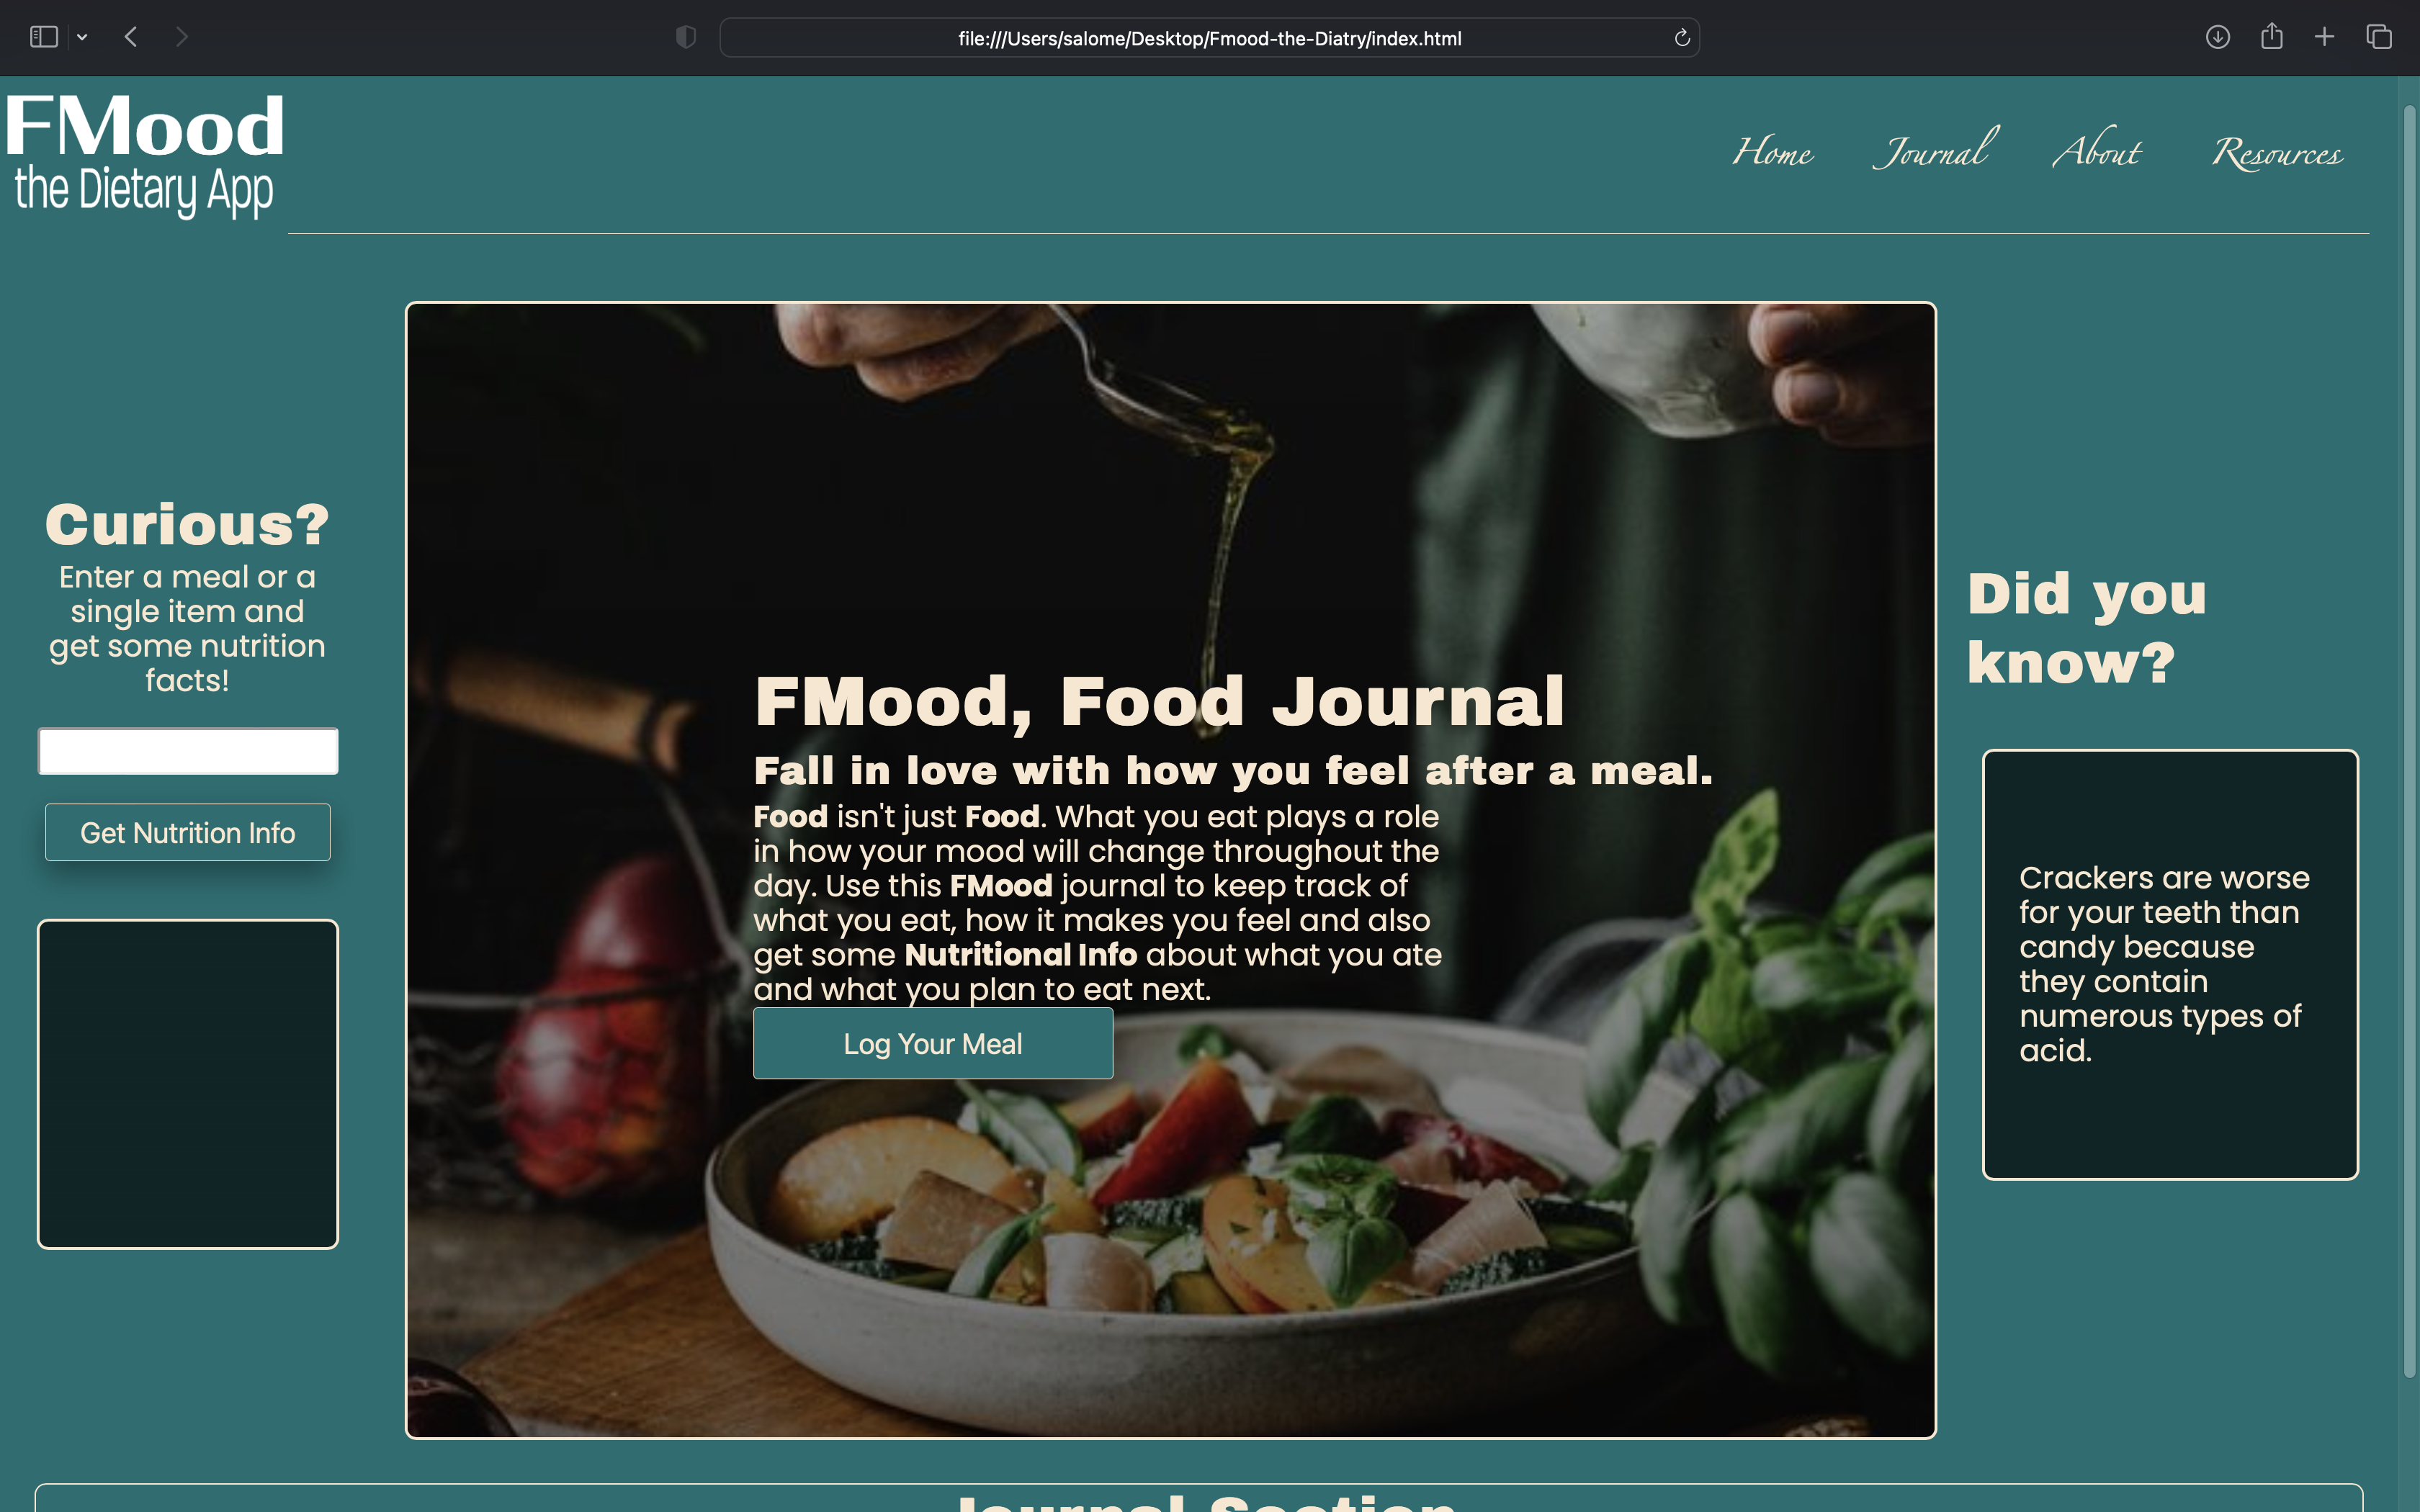 file:///Users/salome/Desktop/Fmood-the-Diatry/index.html
FMood
the Dietary App
Home Journal About Resources
Curious?
Enter a meal or a
single item and
get some nutrition
facts!
Get Nutrition Info
FMood, Food Journal
Fall in love with how you feel after a meal.
Food isn't just Food. What you eat plays a role
in how your mood will change throughout the
day. Use this FMood journal to keep track of
what you eat, how it makes you feel and also
get some Nutritional Info about what you ate
and what you plan to eat next.
Log Your Meal
Did you
know?
Crackers are worse
for your teeth than
candy because
they contain
numerous types of
acid.
Journal Section